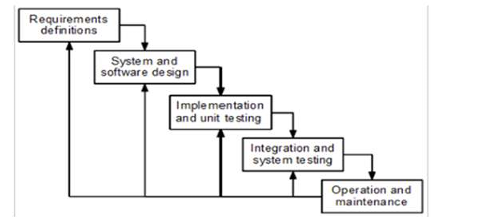 Requirements
definitions
System and
software design
Implementation
and unit testing
Integration and
system testing
Operation and
maintenance